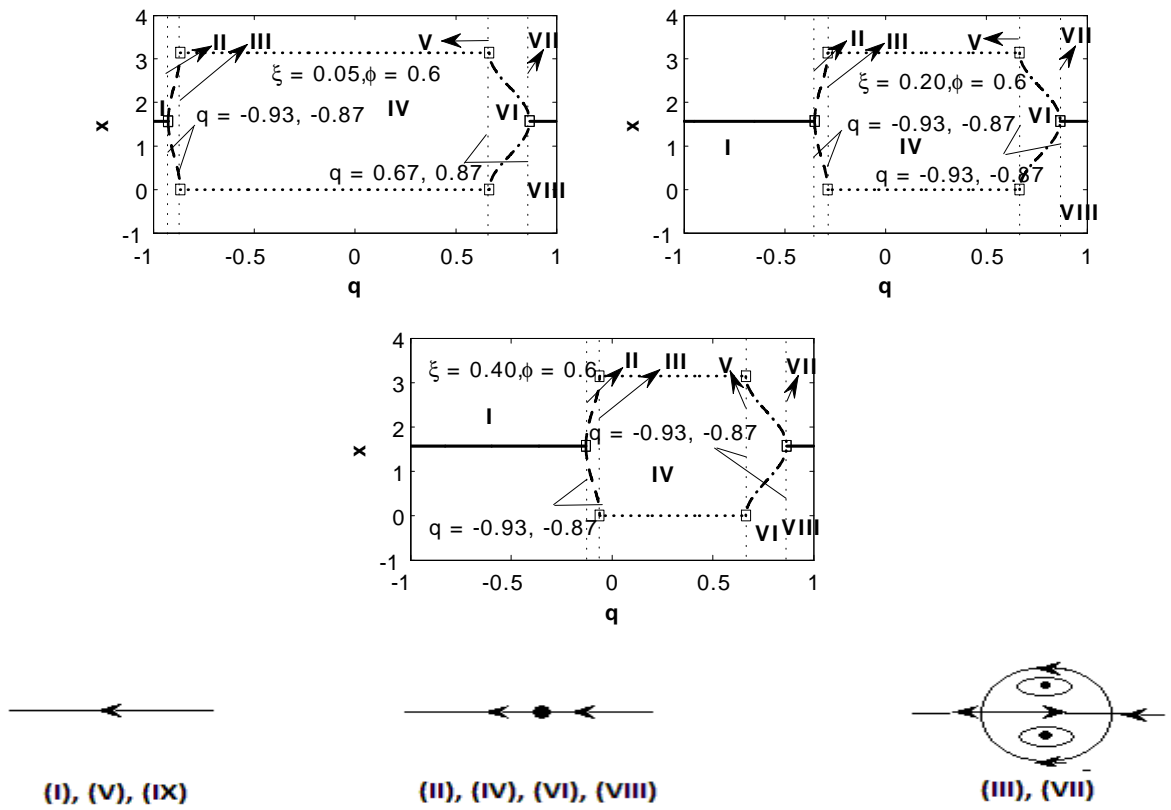 4
3
2
1
0
-1
x
-1 -0.5 0 0.5 1
q
I
II III
V
VII
ξ = 0.05,ϕ = 0.6
q = -0.93, -0.87
IV
VI
q = 0.67, 0.87
VIII
4
3
2
1
0
-1
x
-1 -0.5 0 0.5 1
q
I
II III
V
VII
ξ = 0.20,ϕ = 0.6
q = -0.93, -0.87
IV
VI
q = -0.93, -0.87
VIII
4
3
2
1
0
-1
x
-1 -0.5 0 0.5 1
q
ξ = 0.40,ϕ = 0.6
I
II III
V
VII
q = -0.93, -0.87
IV
q = -0.93, -0.87
VI VIII
(I), (V), (IX)
(II), (IV), (VI), (VIII)
(III), (VII)